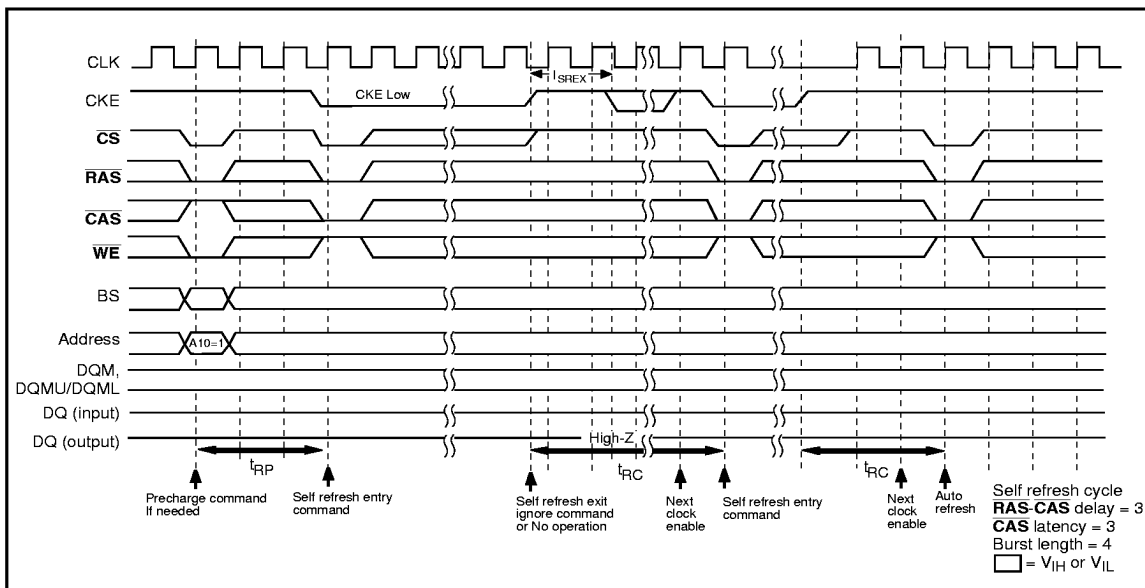 CLK
l SREX
CKE
CKE Low
CS
RAS
CAS
WE
BS
Address
A10=1
DQM,
DQMU/DQML
DQ (input)
DQ (output)
High-Z
tRP
tRC
tRC
Precharge command
If needed
Self refresh entry
command
Self refresh exit
ignore command
or No operation
Next
clock
enable
Self refresh entry
command
Next
clock
enable
Auto
refresh
Self refresh cycle
RAS-CAS delay = 3
CAS latency = 3
Burst length = 4
= VIH or VIL